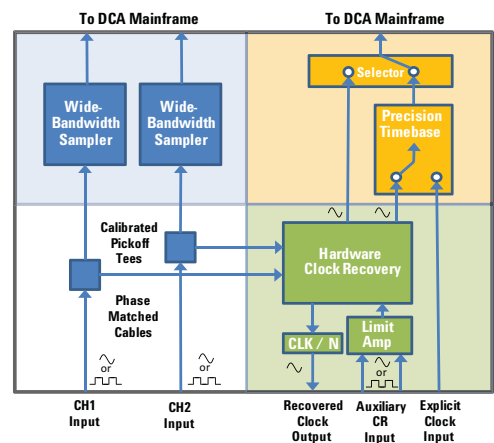 To DCA Mainframe
To DCA Mainframe
Selector
Wide-
Bandwidth
Sampler
Wide-
Bandwidth
Sampler
Precision
Timebase
Calibrated
Pickoff
Tees
Hardware
Clock Recovery
Phase
Matched
Cables
CLK / N
Limit
Amp
or
or
or
CH1
Input
CH2
Input
Recovered
Clock
Output
Auxiliary
CR
Input
Explicit
Clock
Input